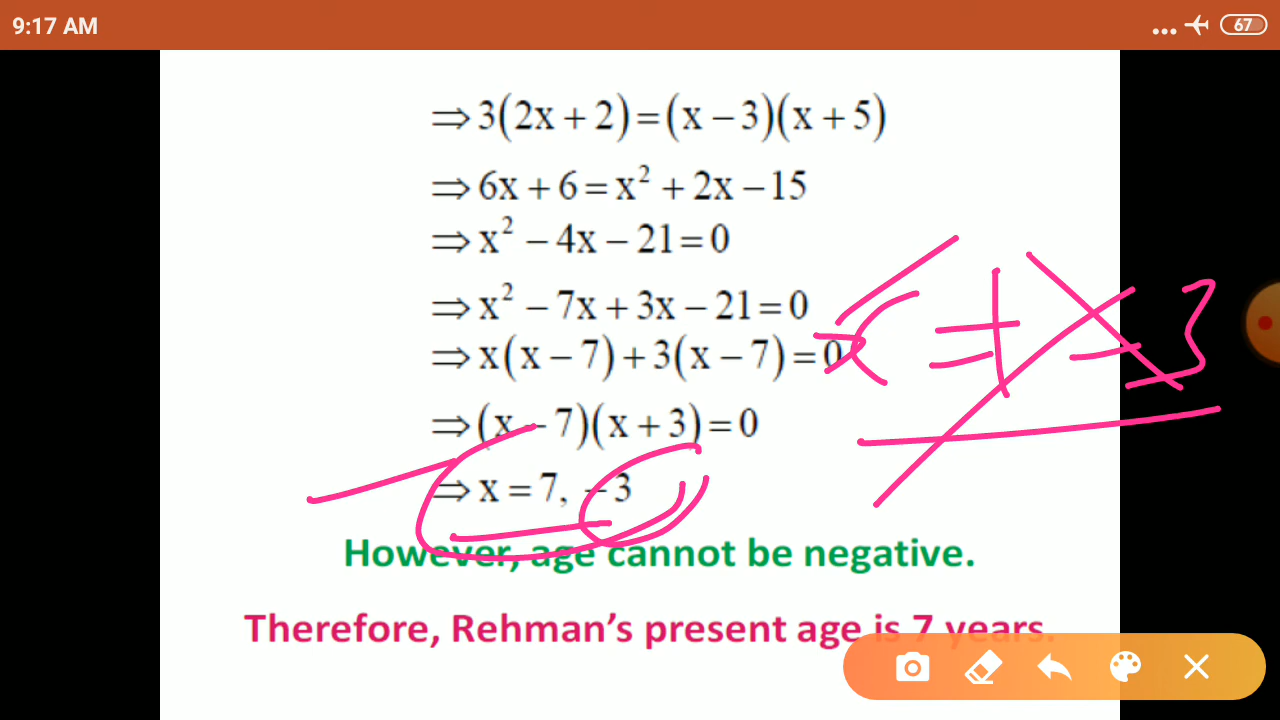 9:17 AM
67
⇒ 3(2x + 2) = (x − 3)(x + 5)
⇒ 6x + 6 = x² + 2x − 15
⇒ x² − 4x − 21 = 0
⇒ x² − 7x + 3x − 21 = 0
⇒ x(x − 7) + 3(x − 7) = 0
⇒ (x − 7)(x + 3) = 0
⇒ x = 7, − 3
However, age cannot be negative.
Therefore, Rehman's present age is 7 years.